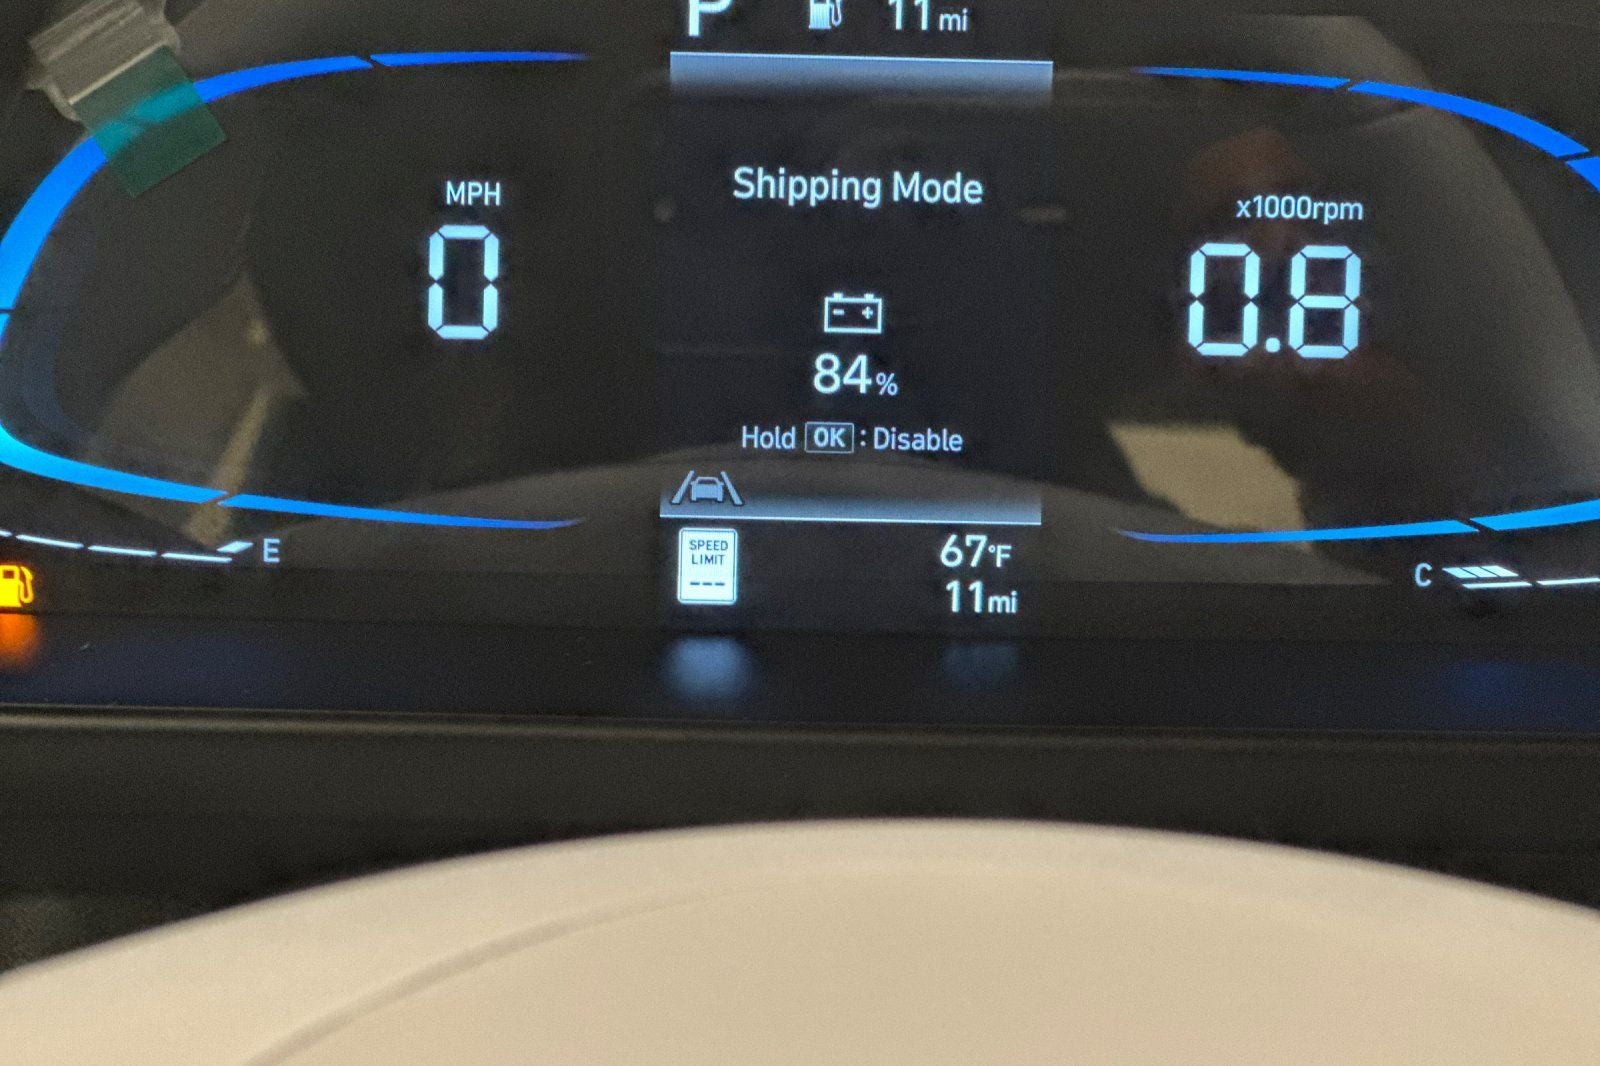 P 11mi
MPH
0
Shipping Mode
x1000rpm
0.8
- +
84%
Hold OK : Disable
E
SPEED
LIMIT
---
67°F
11mi
C